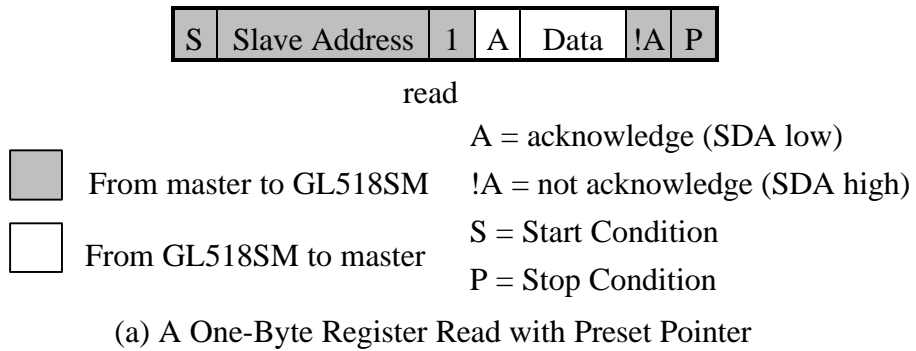 S Slave Address 1 A Data !A P
read
A = acknowledge (SDA low)
From master to GL518SM
!A = not acknowledge (SDA high)
S = Start Condition
From GL518SM to master
P = Stop Condition
(a) A One-Byte Register Read with Preset Pointer